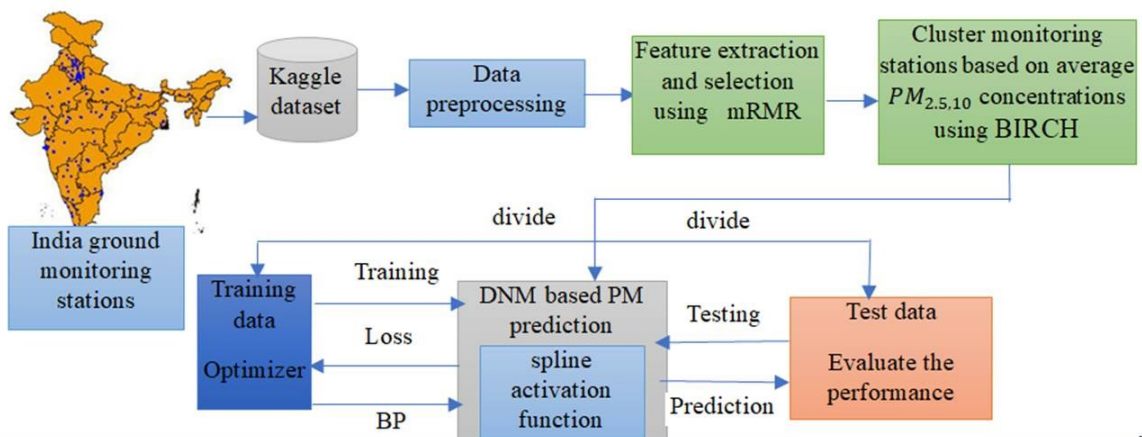 Kaggle
dataset
Data
preprocessing
Feature extraction
and selection
using mRMR
Cluster monitoring
stations based on average
PM2.5,10 concentrations
using BIRCH
India ground
monitoring
stations
divide
divide
Training
data
Optimizer
Training
Loss
BP
DNM based PM
prediction
spline
activation
function
Testing
Prediction
Test data
Evaluate the
performance